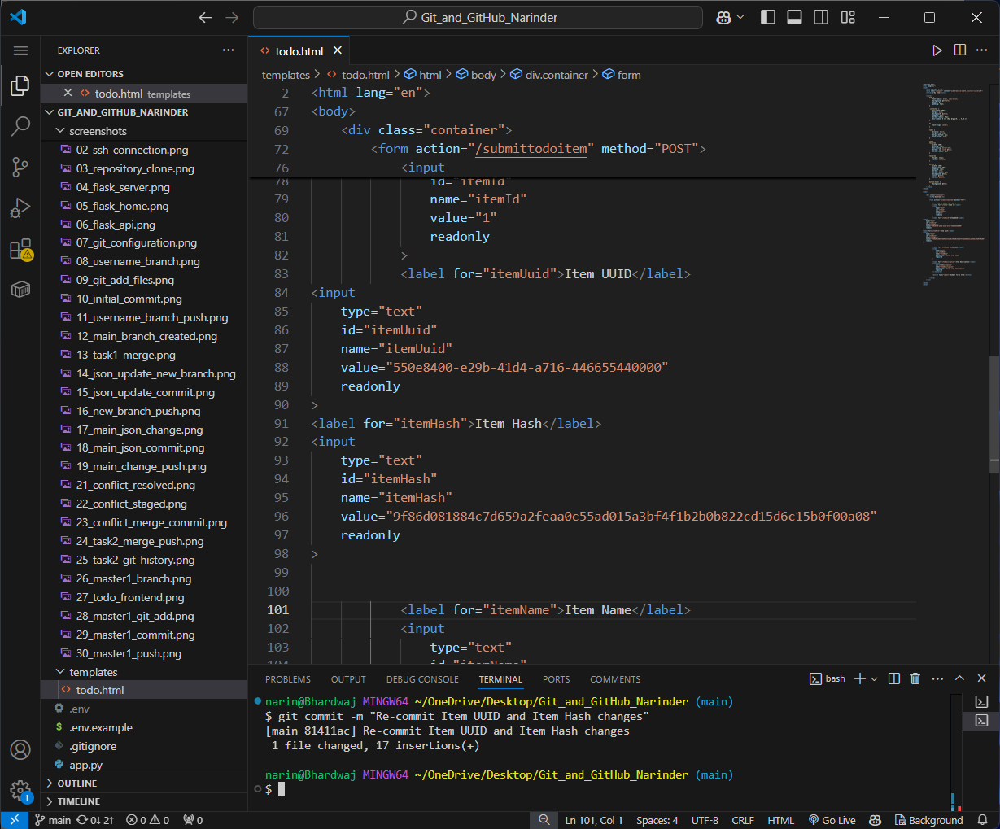 Git_and_GitHub_Narinder
EXPLORER
OPEN EDITORS
todo.html templates
GIT_AND_GITHUB_NARINDER
screenshots
02_ssh_connection.png
03_repository_clone.png
04_flask_server.png
05_flask_home.png
06_flask_api.png
07_git_configuration.png
08_username_branch.png
09_git_add_files.png
10_initial_commit.png
11_username_branch_push.png
12_main_branch_created.png
13_task1_merge.png
14_json_update_new_branch.png
15_json_update_commit.png
16_new_branch_push.png
17_main_json_change.png
18_main_json_commit.png
19_main_change_push.png
21_conflict_resolved.png
22_conflict_staged.png
23_conflict_merge_commit.png
24_task2_merge_push.png
25_task2_git_history.png
26_master1_branch.png
27_todo_frontend.png
28_master1_git_add.png
29_master1_commit.png
30_master1_push.png
templates
todo.html
.env
.env.example
.gitignore
app.py
OUTLINE
TIMELINE
todo.html
templates > todo.html > html > body > div.container > form
2 <html lang="en">
67 <body>
69 <div class="container">
72 <form action="/submittodoitem" method="POST">
76 <input
78 id="itemId"
79 name="itemId"
80 value="1"
81 readonly
82 >
83 <label for="itemUuid">Item UUID</label>
84 <input
85 type="text"
86 id="itemUuid"
87 name="itemUuid"
88 value="550e8400-e29b-41d4-a716-446655440000"
89 readonly
90 >
91 <label for="itemHash">Item Hash</label>
92 <input
93 type="text"
94 id="itemHash"
95 name="itemHash"
96 value="9f86d081884c7d659a2feaa0c55ad015a3bf4f1b2b0b822cd15d6c15b0f00a08"
97 readonly
98 >
99
100
101 <label for="itemName">Item Name</label>
102 <input
103 type="text"
104 id="itemName"
PROBLEMS OUTPUT DEBUG CONSOLE TERMINAL PORTS COMMENTS
bash
narin@Bhardwaj MINGW64 ~/OneDrive/Desktop/Git_and_GitHub_Narinder (main)
$ git commit -m "Re-commit Item UUID and Item Hash changes"
[main 81411ac] Re-commit Item UUID and Item Hash changes
1 file changed, 17 insertions(+)
narin@Bhardwaj MINGW64 ~/OneDrive/Desktop/Git_and_GitHub_Narinder (main)
$
1
main 0↓ 2↑ 0 0 0
Ln 101, Col 1 Spaces: 4 UTF-8 CRLF HTML Go Live Background